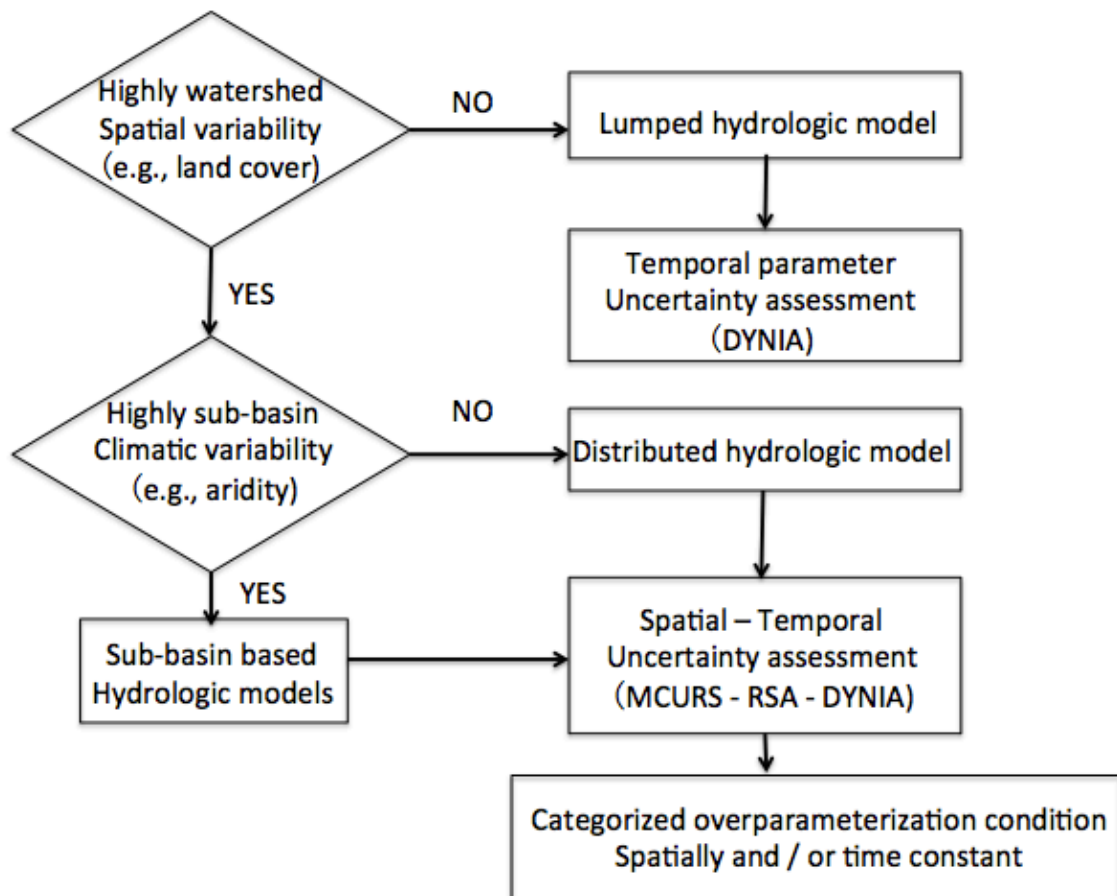 Highly watershed
Spatial variability
(e.g., land cover)
NO
Lumped hydrologic model
Temporal parameter
Uncertainty assessment
(DYNIA)
YES
Highly sub-basin
Climatic variability
(e.g., aridity)
NO
Distributed hydrologic model
YES
Sub-basin based
Hydrologic models
Spatial – Temporal
Uncertainty assessment
(MCURS - RSA - DYNIA)
Categorized overparameterization condition
Spatially and / or time constant